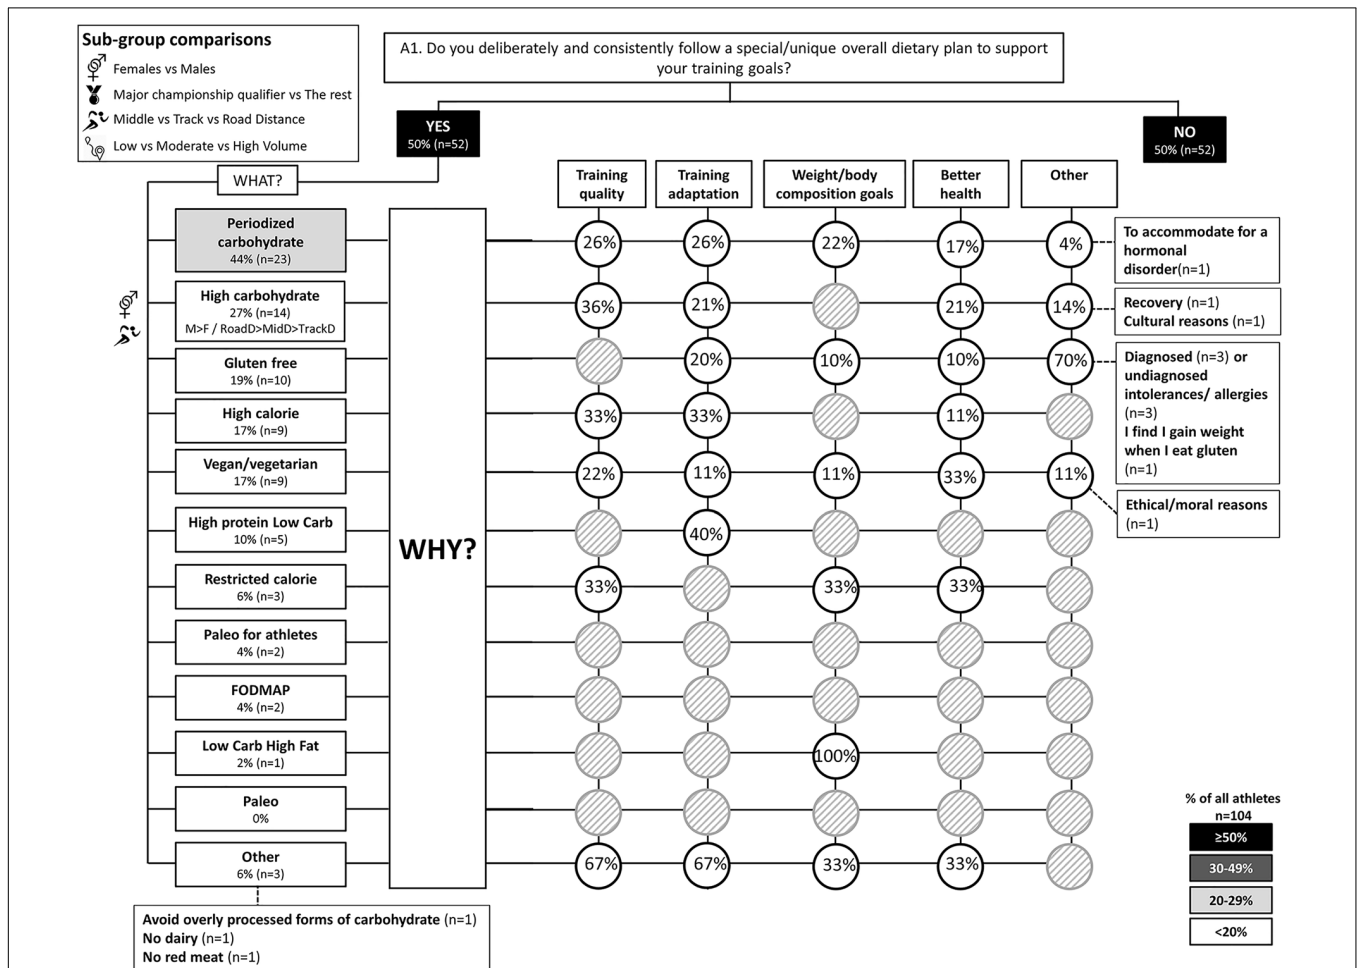 Sub-group comparisons
Females vs Males
Major championship qualifier vs The rest
Middle vs Track vs Road Distance
Low vs Moderate vs High Volume
A1. Do you deliberately and consistently follow a special/unique overall dietary plan to support
your training goals?
YES
50% (n=52)
NO
50% (n=52)
WHAT?
Training
quality
Training
adaptation
Weight/body
composition goals
Better
health
Other
Periodized
carbohydrate
44% (n=23)
26%
26%
22%
17%
4%
To accommodate for a
hormonal
disorder(n=1)
High carbohydrate
27% (n=14)
M>F / RoadD>MidD>TrackD
36%
21%
21%
14%
Recovery (n=1)
Cultural reasons (n=1)
Gluten free
19% (n=10)
20%
10%
10%
70%
Diagnosed (n=3) or
undiagnosed
intolerances/ allergies
(n=3)
I find I gain weight
when I eat gluten
(n=1)
High calorie
17% (n=9)
33%
33%
11%
Vegan/vegetarian
17% (n=9)
22%
11%
11%
33%
11%
Ethical/moral reasons
(n=1)
WHY?
High protein Low Carb
10% (n=5)
40%
Restricted calorie
6% (n=3)
33%
33%
33%
Paleo for athletes
4% (n=2)
FODMAP
4% (n=2)
Low Carb High Fat
2% (n=1)
100%
Paleo
0%
Other
6% (n=3)
67%
67%
33%
33%
Avoid overly processed forms of carbohydrate (n=1)
No dairy (n=1)
No red meat (n=1)
% of all athletes
n=104
≥50%
30-49%
20-29%
<20%